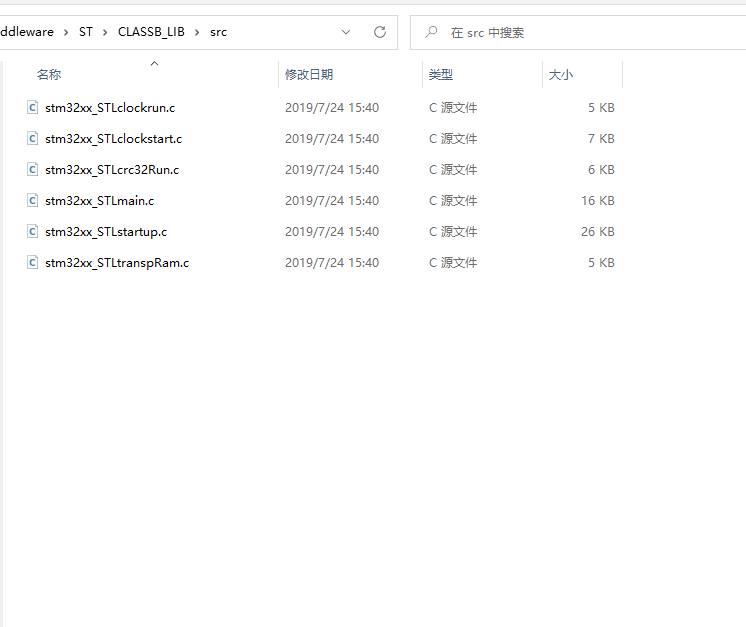 ddleware › ST › CLASSB_LIB › src 在 src 中搜索
名称 修改日期 类型 大小
stm32xx_STLclockrun.c 2019/7/24 15:40 C 源文件 5 KB
stm32xx_STLclockstart.c 2019/7/24 15:40 C 源文件 7 KB
stm32xx_STLcrc32Run.c 2019/7/24 15:40 C 源文件 6 KB
stm32xx_STLmain.c 2019/7/24 15:40 C 源文件 16 KB
stm32xx_STLstartup.c 2019/7/24 15:40 C 源文件 26 KB
stm32xx_STLtranspRam.c 2019/7/24 15:40 C 源文件 5 KB